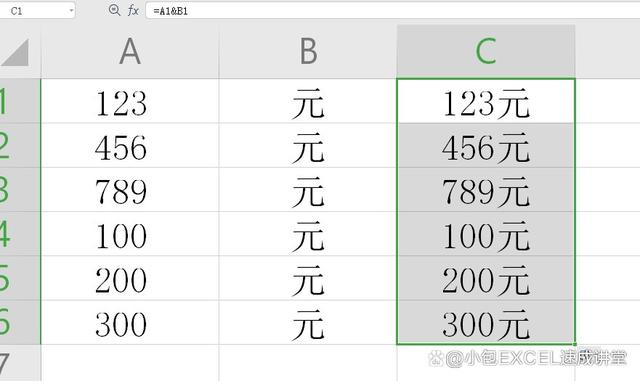 C1 fx =A1&B1
A B C
1 123 元 123元
2 456 元 456元
3 789 元 789元
4 100 元 100元
5 200 元 200元
6 300 元 300元
7
@小包EXCEL速成讲堂